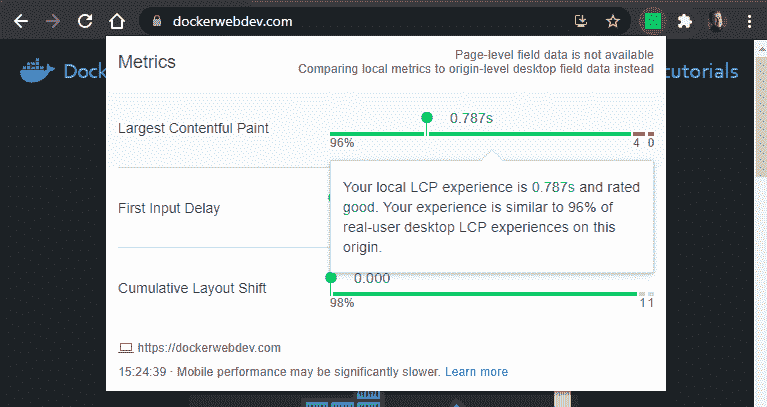 dockerwebdev.com
Metrics
Page-level field data is not available
Comparing local metrics to origin-level desktop field data instead
Dock
tutorials
Largest Contentful Paint
0.787s
96%
4 0
Your local LCP experience is 0.787s and rated
good. Your experience is similar to 96% of
real-user desktop LCP experiences on this
origin.
First Input Delay
Cumulative Layout Shift
0.000
98%
1 1
https://dockerwebdev.com
15:24:39 · Mobile performance may be significantly slower. Learn more